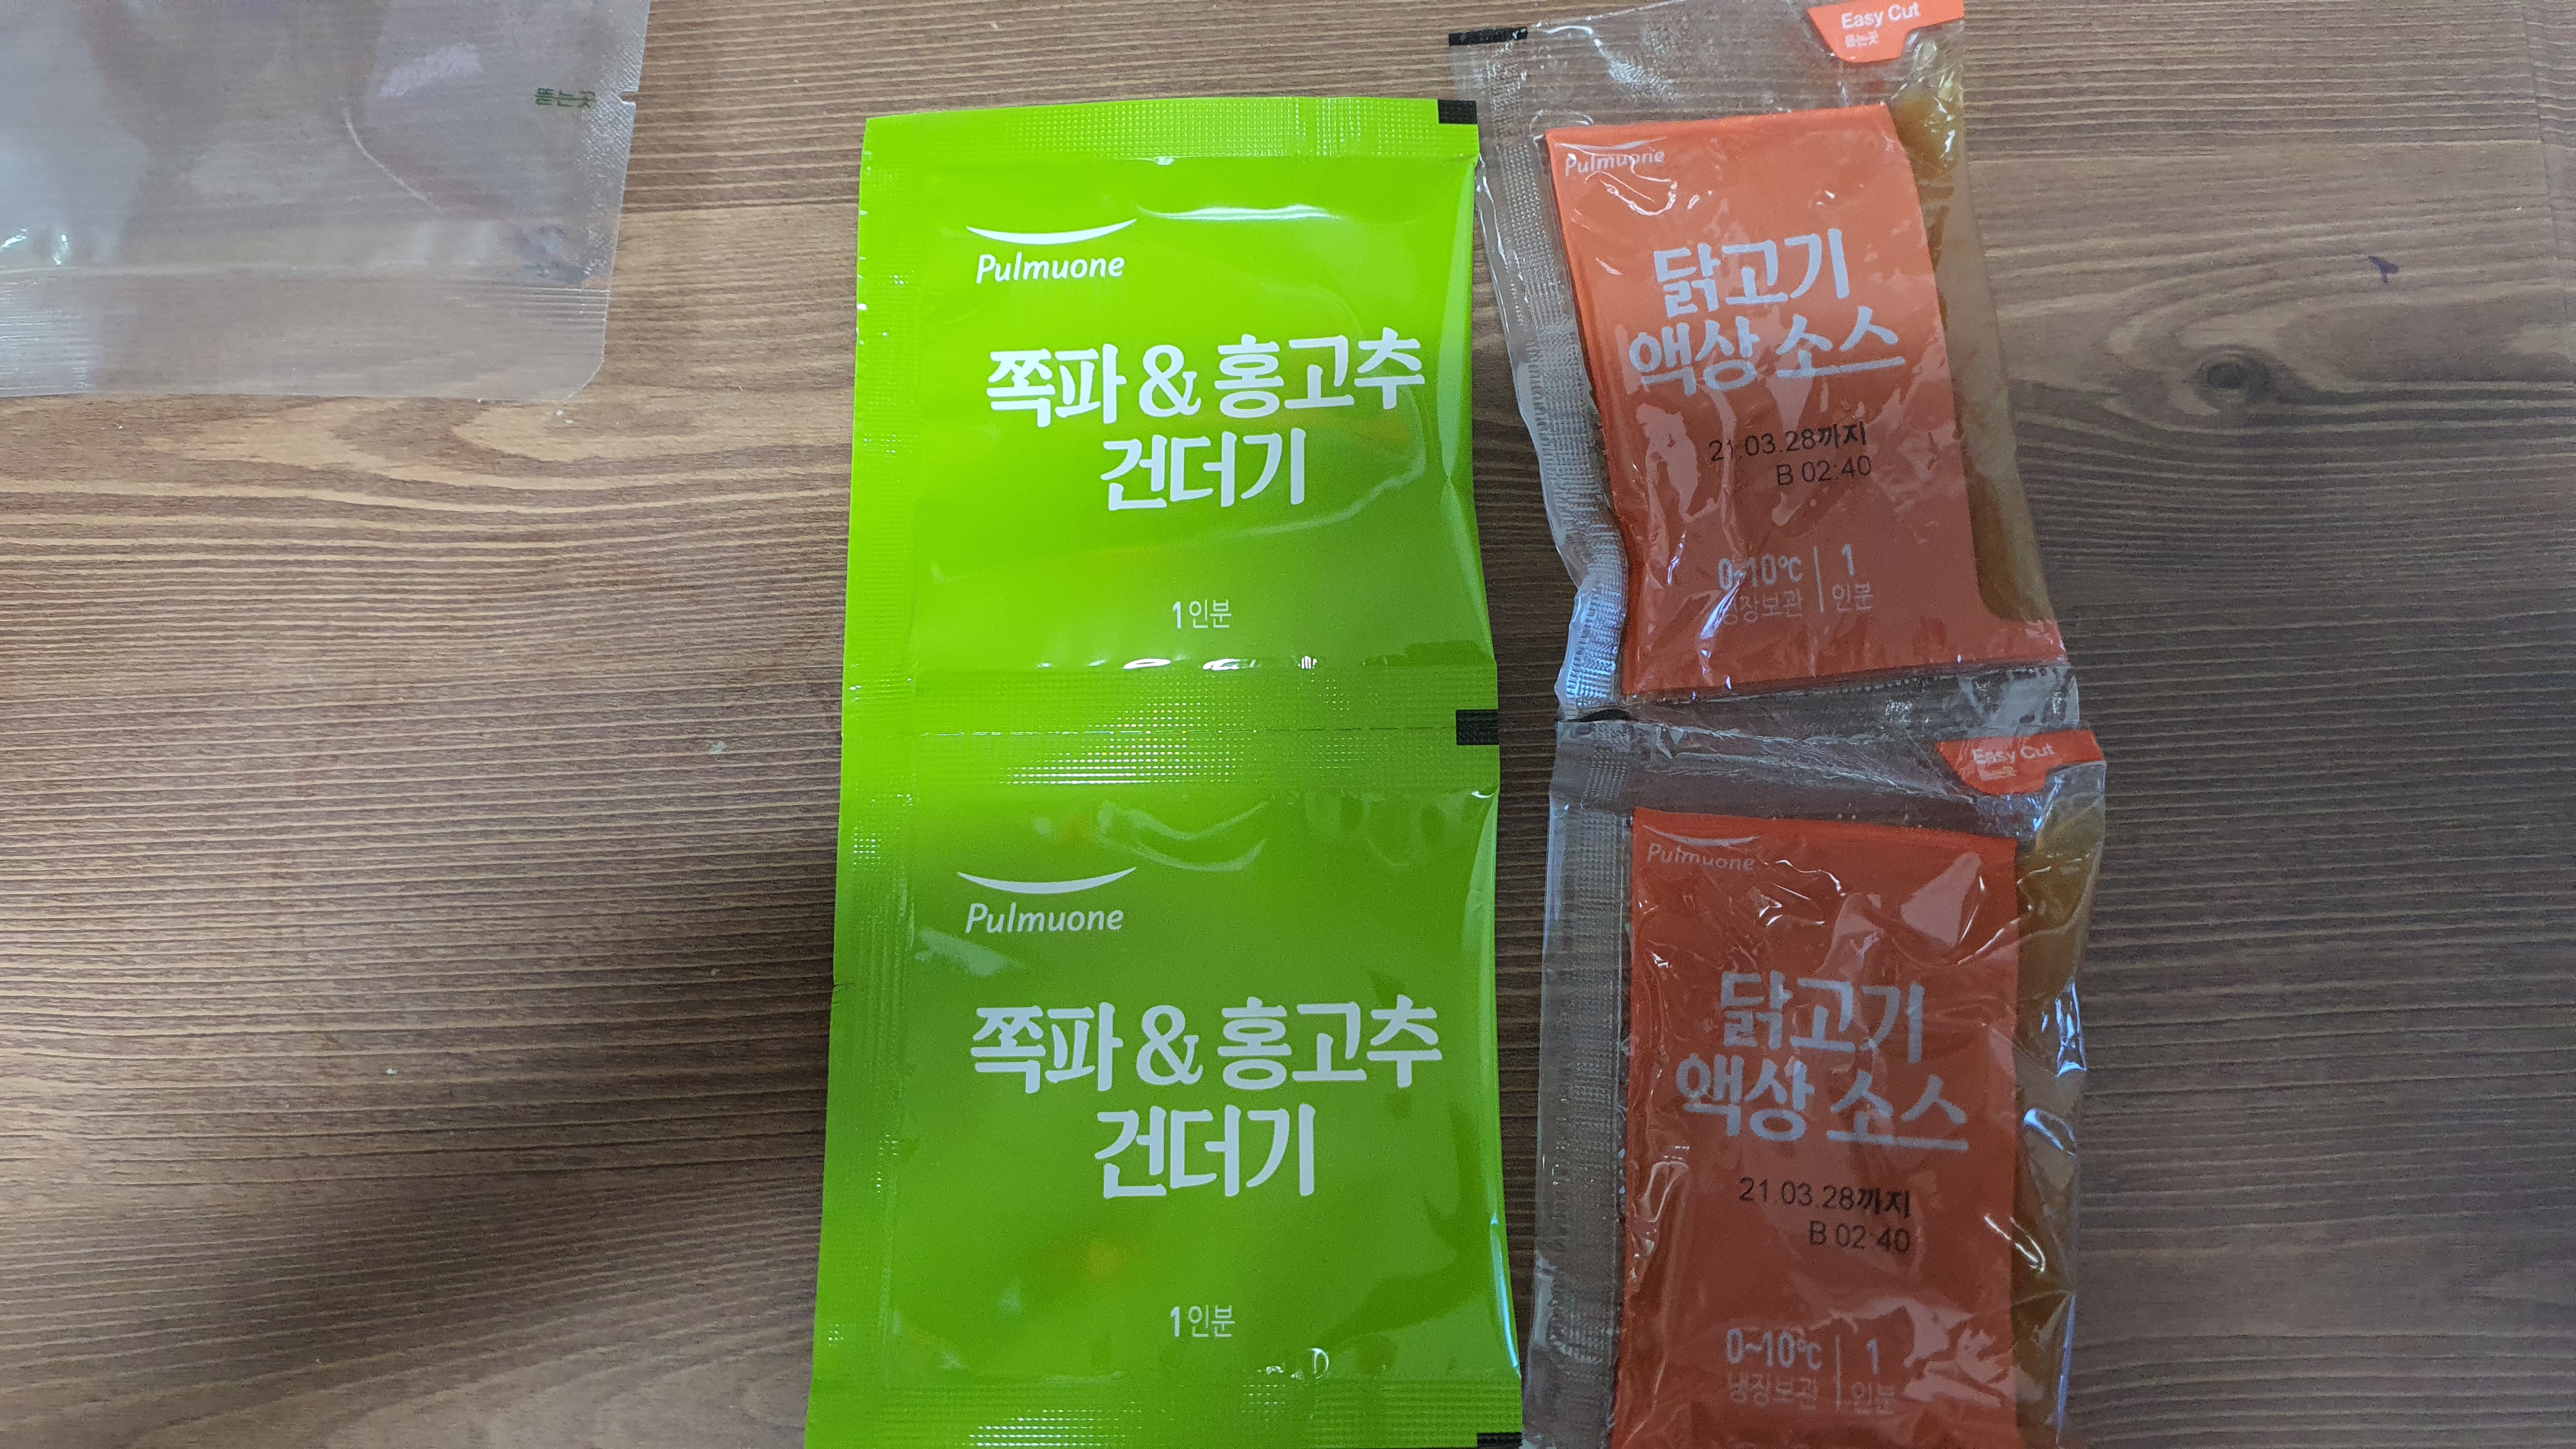 뜯는곳
Pulmuone
쪽파 & 홍고추
건더기
1인분
Pulmuone
쪽파 & 홍고추
건더기
1인분
Easy Cut
뜯는곳
Pulmuone
닭고기
액상 소스
21.03.28까지
B 02:40
0~10℃ 1
냉장보관 인분
Easy Cut
Pulmuone
닭고기
액상 소스
21.03.28까지
B 02:40
0~10℃ 1
냉장보관 인분